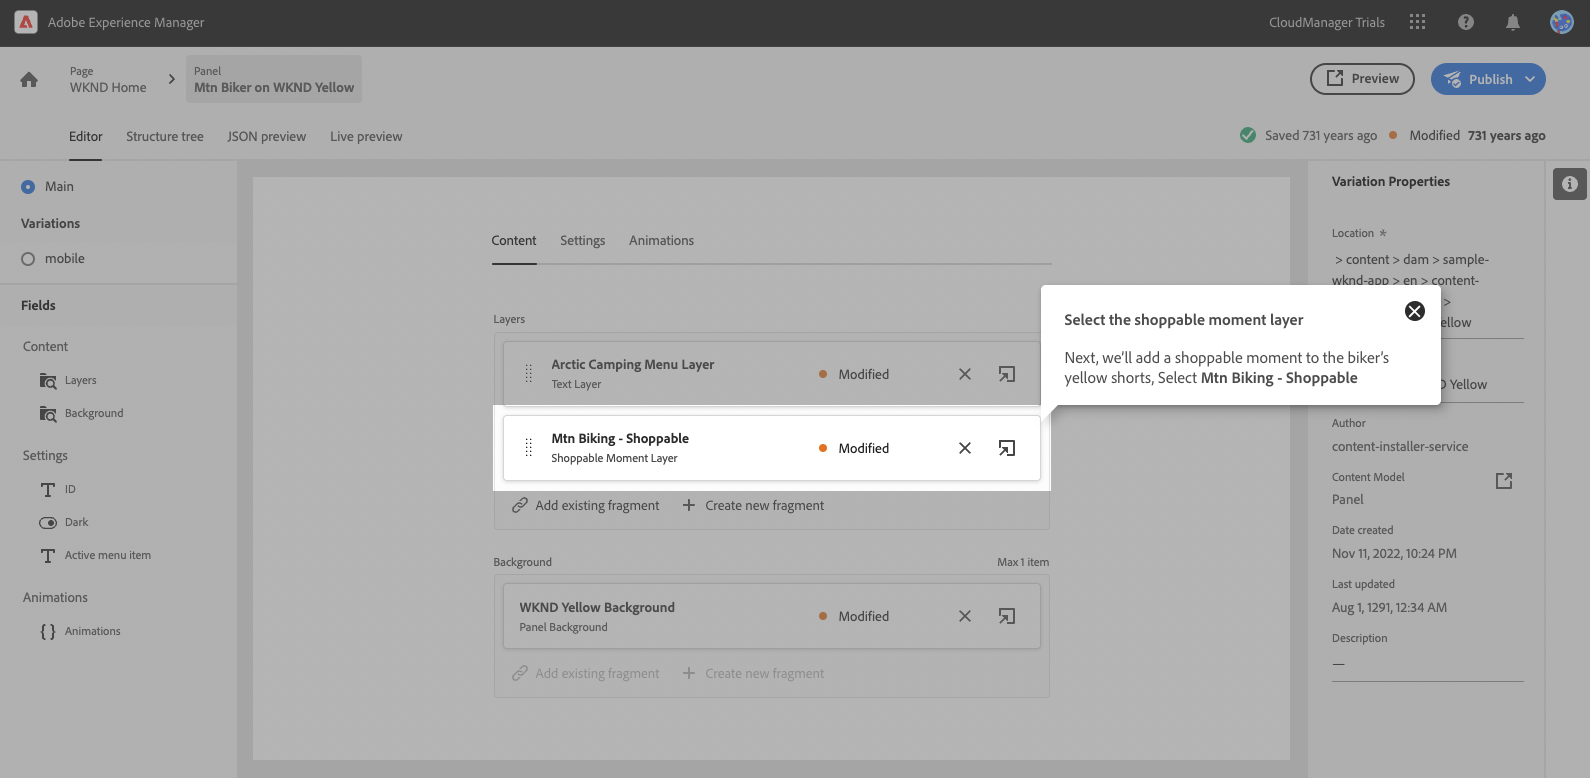 Adobe Experience Manager
CloudManager Trials
Page
WKND Home
Panel
Mtn Biker on WKND Yellow
Preview
Publish
Editor
Structure tree
JSON preview
Live preview
Saved 731 years ago
Modified 731 years ago
Main
Variations
mobile
Fields
Content
Layers
Background
Settings
ID
Dark
Active menu item
Animations
Animations
Content
Settings
Animations
Layers
Arctic Camping Menu Layer
Text Layer
Modified
Mtn Biking - Shoppable
Shoppable Moment Layer
Modified
Add existing fragment
Create new fragment
Background
Max 1 item
WKND Yellow Background
Panel Background
Modified
Add existing fragment
Create new fragment
Select the shoppable moment layer
Next, we’ll add a shoppable moment to the biker’s
yellow shorts, Select Mtn Biking - Shoppable
Variation Properties
Location *
> content > dam > sample-
wknd-app > en > content-
>
ellow
Yellow
Author
content-installer-service
Content Model
Panel
Date created
Nov 11, 2022, 10:24 PM
Last updated
Aug 1, 1291, 12:34 AM
Description
—